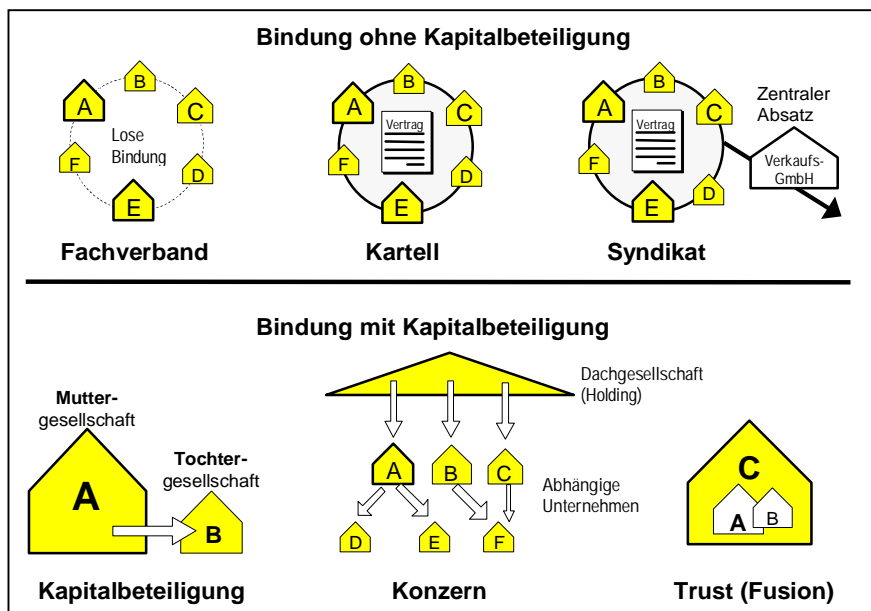 Bindung ohne Kapitalbeteiligung
A
B
C
D
E
F
Lose
Bindung
Fachverband
A
B
C
D
E
F
Vertrag
Kartell
A
B
C
D
E
F
Vertrag
Zentraler
Absatz
Verkaufs-
GmbH
Syndikat
Bindung mit Kapitalbeteiligung
Mutter-
gesellschaft
A
Tochter-
gesellschaft
B
Kapitalbeteiligung
Dachgesellschaft
(Holding)
A
B
C
Abhängige
Unternehmen
D
E
F
Konzern
C
A
B
Trust (Fusion)